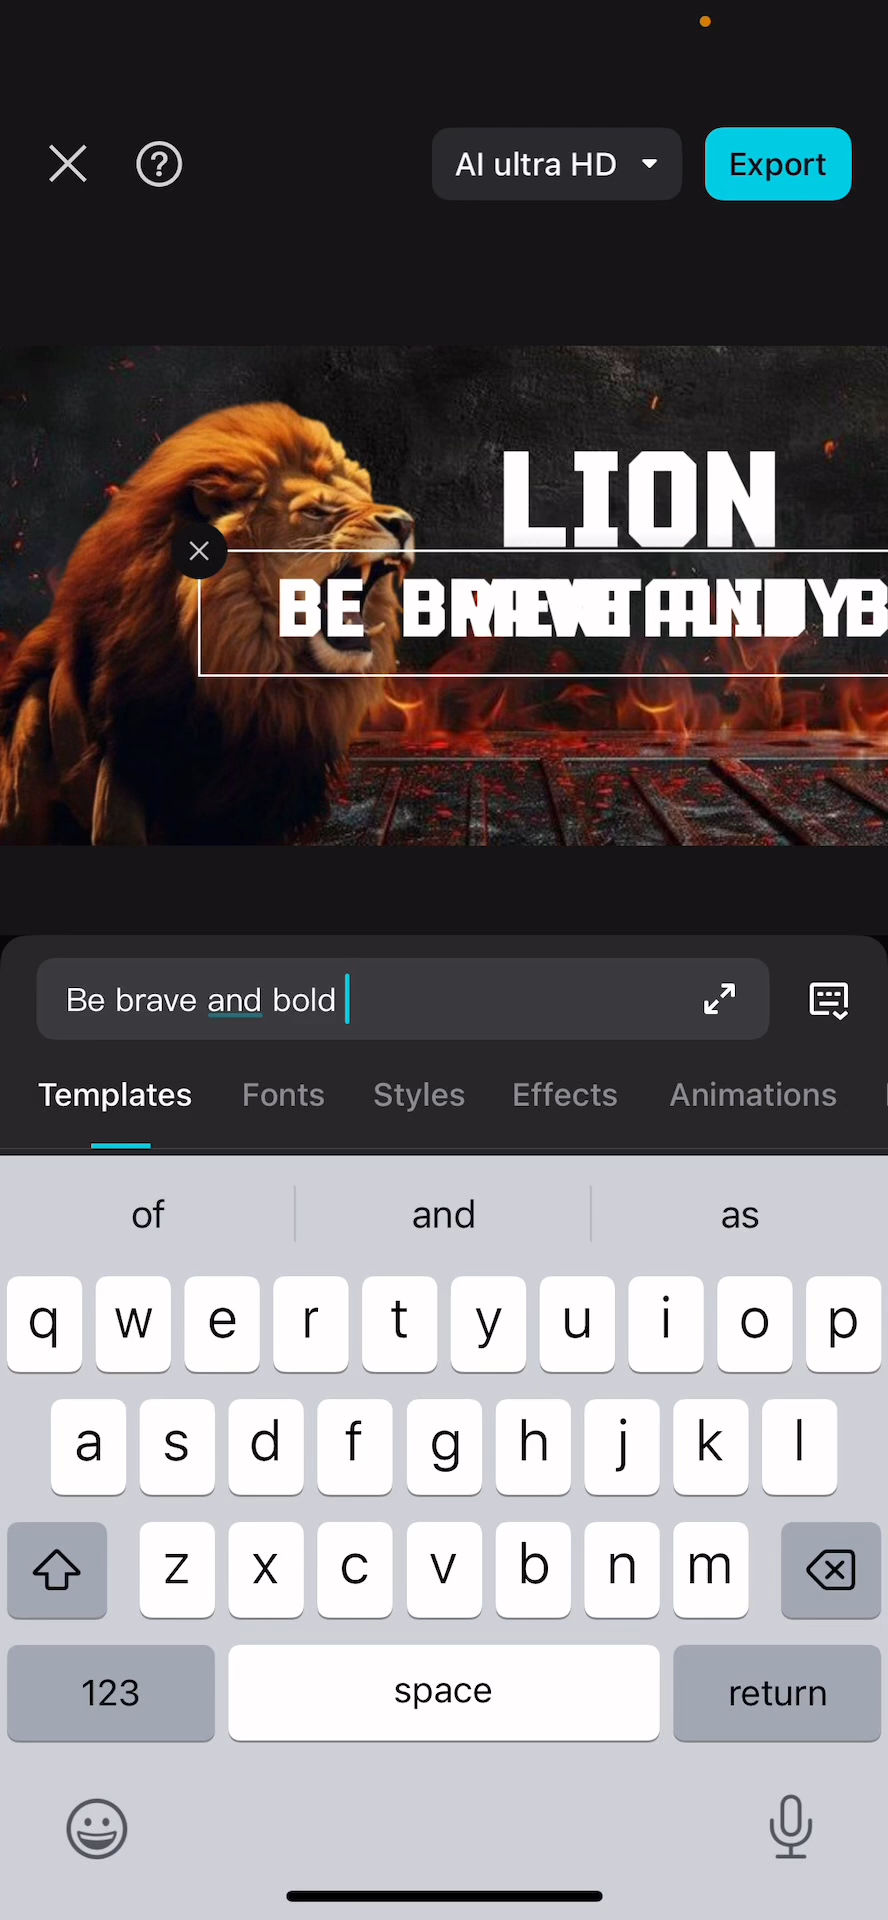 AI ultra HD
Export
LION
BE
Be brave and bold
Templates Fonts Styles Effects Animations
of and as
q w e r t y u i o p
a s d f g h j k l
z x c v b n m
123 space return